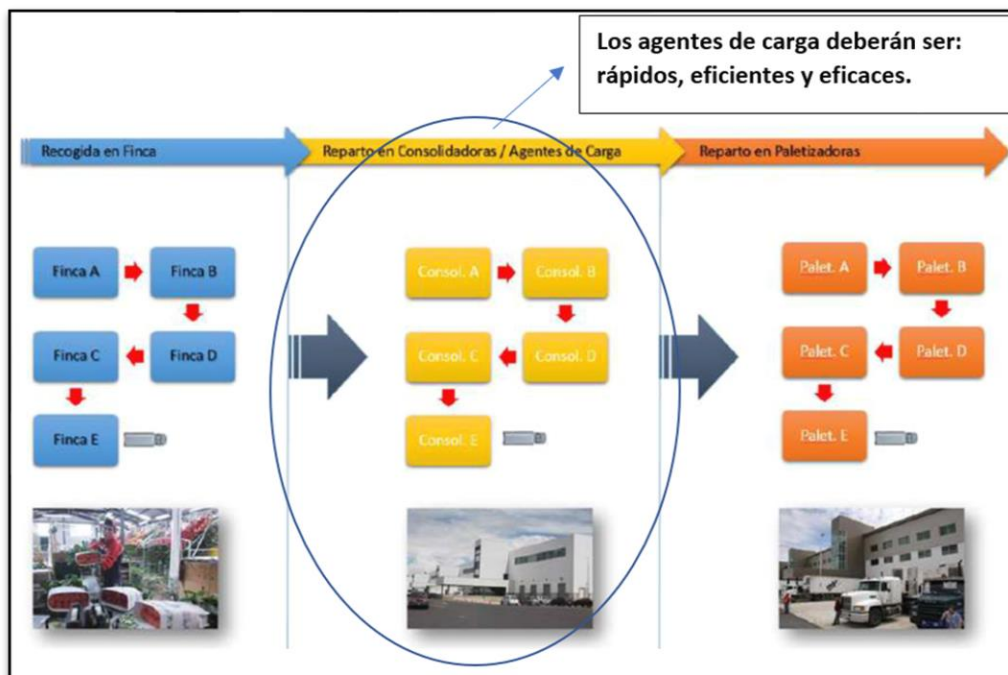 Los agentes de carga deberán ser:
rápidos, eficientes y eficaces.
Recogida en Finca
Reparto en Consolidadoras / Agentes de Carga
Reparto en Paletizadoras
Finca A
Finca B
Finca C
Finca D
Finca E
Consol. A
Consol. B
Consol. C
Consol. D
Consol. E
Palet. A
Palet. B
Palet. C
Palet. D
Palet. E